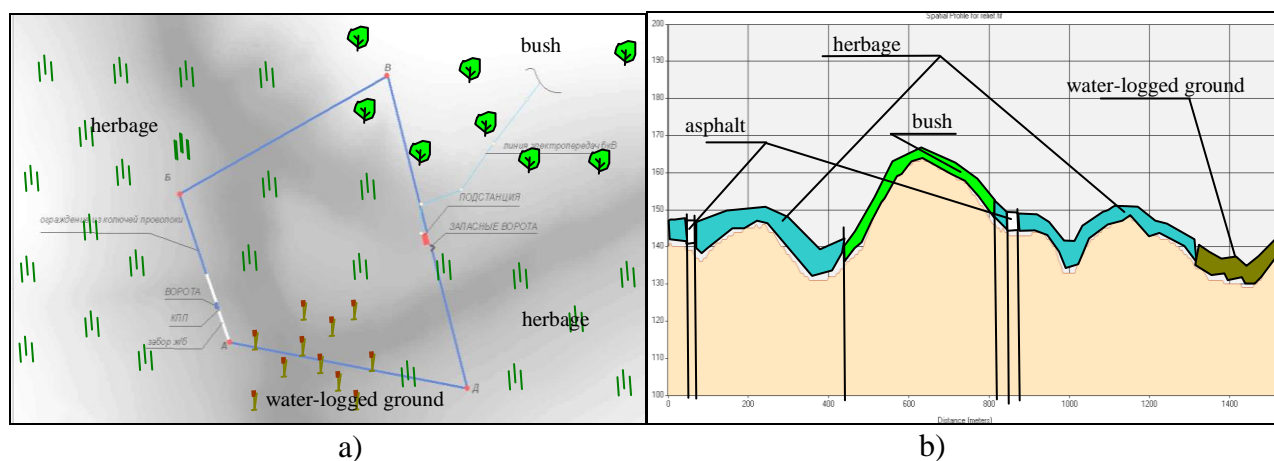 bush
В
herbage
линия электропередач 6кВ
Б
ПОДСТАНЦИЯ
ограждение из колючей проволоки
ЗАПАСНЫЕ ВОРОТА
ВОРОТА
КПП
herbage
забор ж/б
А
Д
water-logged ground
a)
Spatial Profile for relief.tif
200
190
180
170
160
150
140
130
120
110
100
herbage
water-logged ground
asphalt
bush
0 200 400 600 800 1000 1200 1400
Distance (meters)
b)